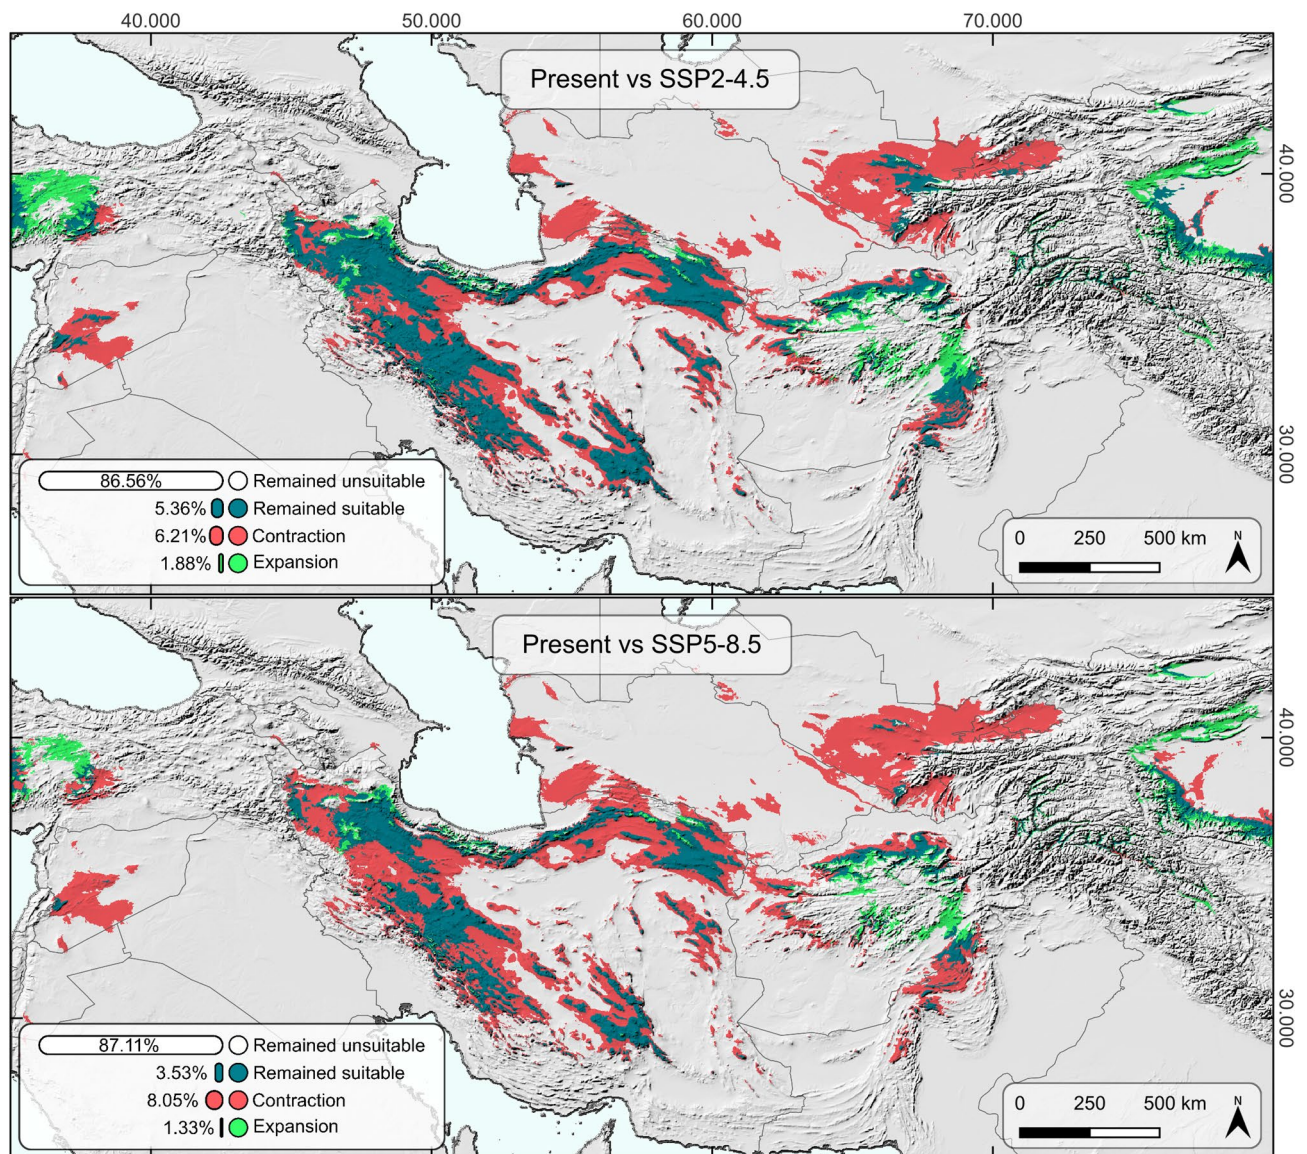 40.000 50.000 60.000 70.000
Present vs SSP2-4.5
40.000
30.000
86.56% Remained unsuitable
5.36% Remained suitable
6.21% Contraction
1.88% Expansion
0 250 500 km
N
Present vs SSP5-8.5
40.000
30.000
87.11% Remained unsuitable
3.53% Remained suitable
8.05% Contraction
1.33% Expansion
0 250 500 km
N